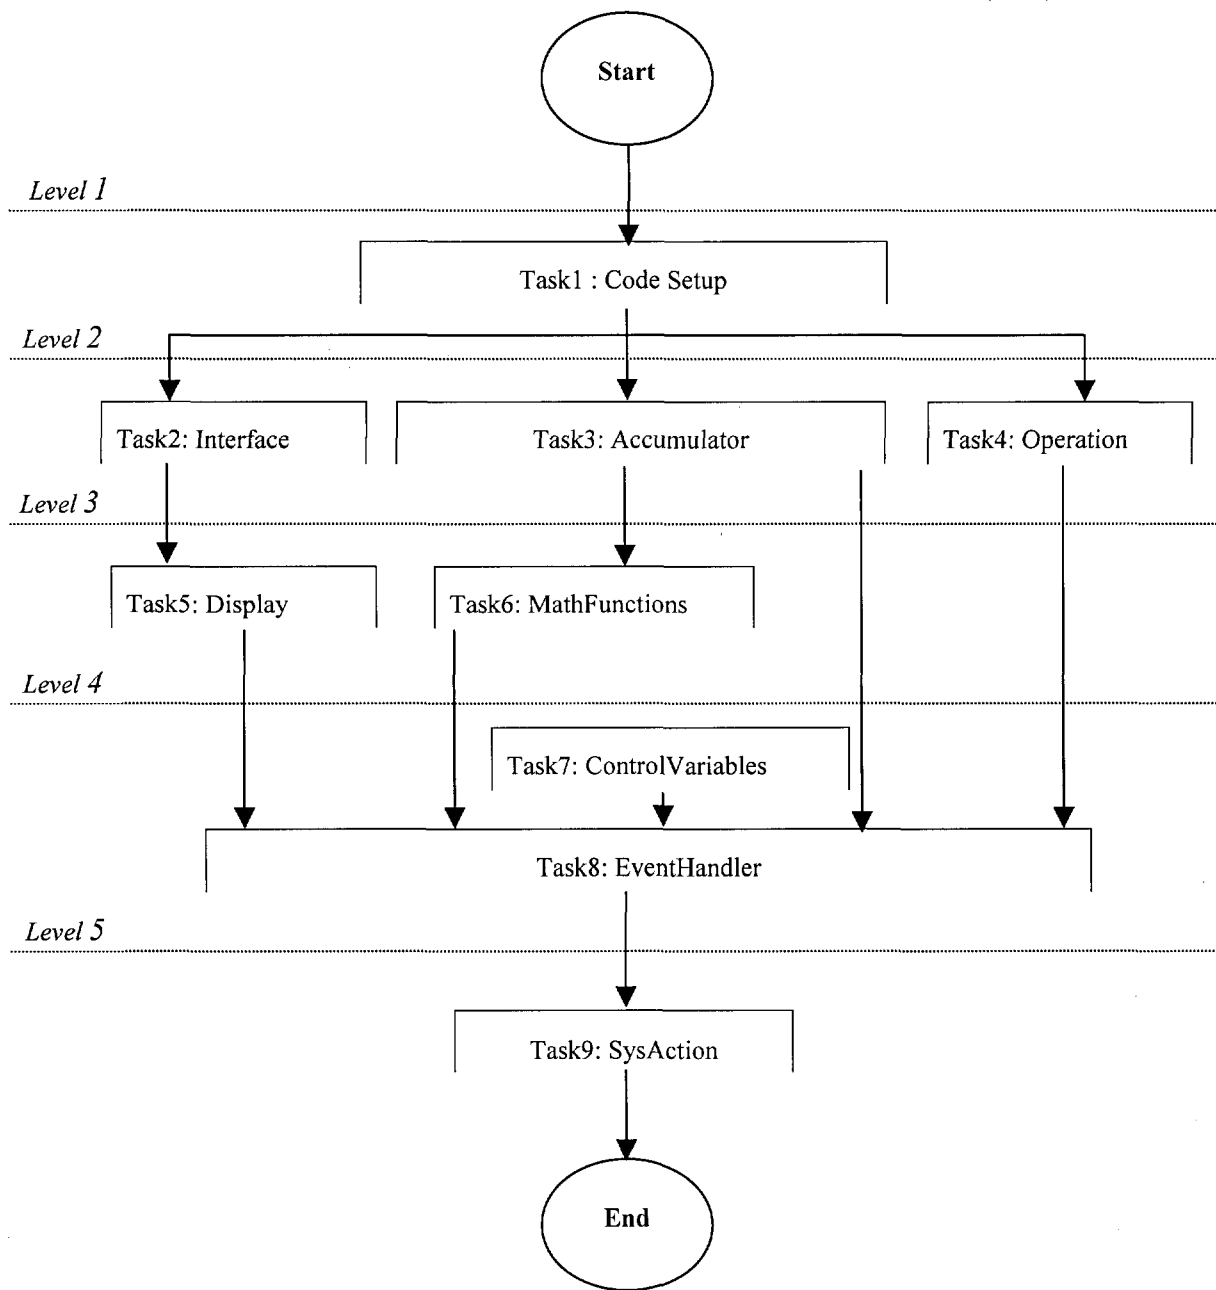 Start
Level 1
Task1 : Code Setup
Level 2
Task2: Interface
Task3: Accumulator
Task4: Operation
Level 3
Task5: Display
Task6: MathFunctions
Level 4
Task7: ControlVariables
Task8: EventHandler
Level 5
Task9: SysAction
End